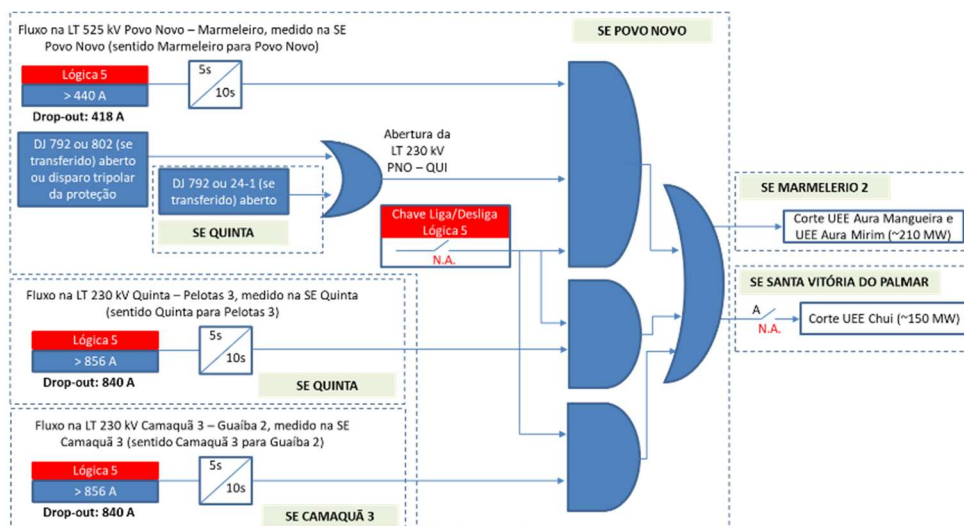 Fluxo na LT 525 kV Povo Novo – Marmeleiro, medido na SE
Povo Novo (sentido Marmeleiro para Povo Novo)
SE POVO NOVO
Lógica 5
> 440 A
Drop-out: 418 A
5s
10s
DJ 792 ou 802 (se
transferido) aberto
ou disparo tripolar
da proteção
DJ 792 ou 24-1 (se
transferido) aberto
SE QUINTA
Abertura da
LT 230 kV
PNO – QUI
Chave Liga/Desliga
Lógica 5
N.A.
SE MARMELERIO 2
Corte UEE Aura Mangueira e
UEE Aura Mirim (~210 MW)
SE SANTA VITÓRIA DO PALMAR
A
N.A.
Corte UEE Chui (~150 MW)
Fluxo na LT 230 kV Quinta – Pelotas 3, medido na SE Quinta
(sentido Quinta para Pelotas 3)
Lógica 5
> 856 A
Drop-out: 840 A
5s
10s
SE QUINTA
Fluxo na LT 230 kV Camaquã 3 – Guaíba 2, medido na SE
Camaquã 3 (sentido Camaquã 3 para Guaíba 2)
Lógica 5
> 856 A
Drop-out: 840 A
5s
10s
SE CAMAQUÃ 3